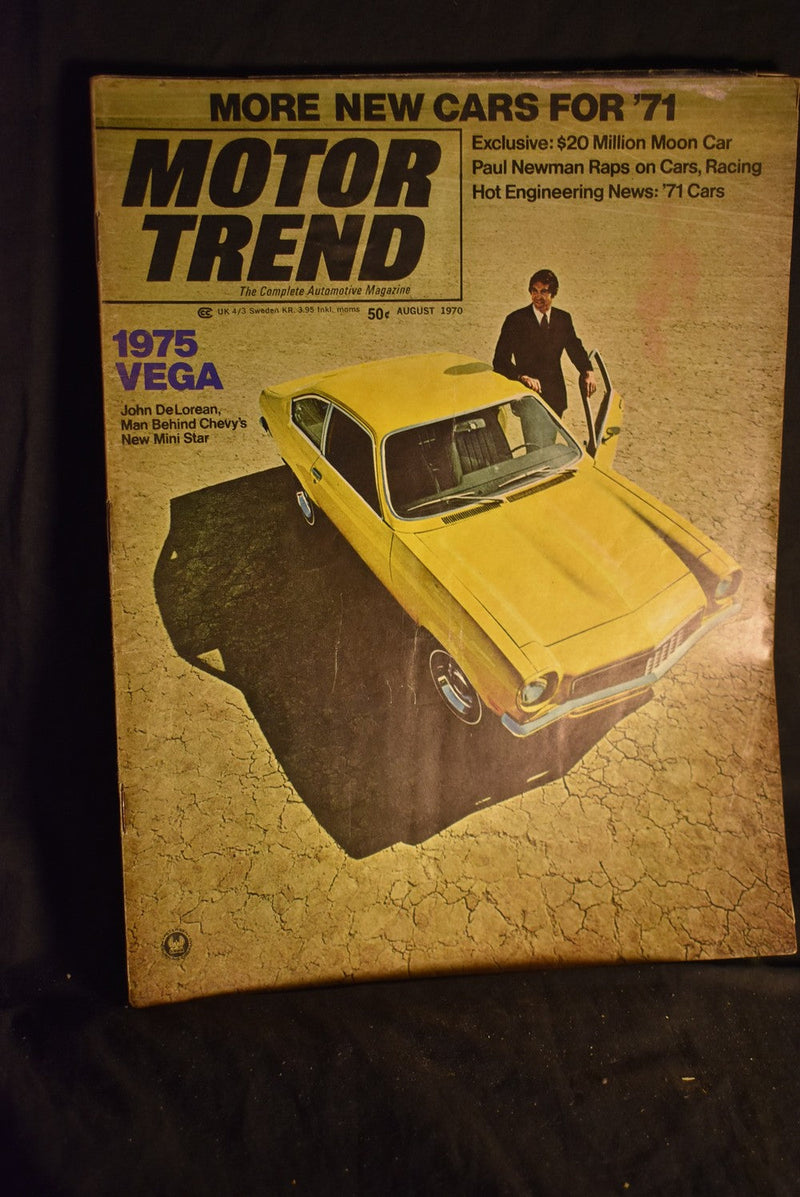 MORE NEW CARS FOR '71
MOTOR
TREND
The Complete Automotive Magazine
Exclusive: $20 Million Moon Car
Paul Newman Raps on Cars, Racing
Hot Engineering News: '71 Cars
UK 4/3 Sweden KR. 3.95 Inkl. moms 50¢ AUGUST 1970
1975
VEGA
John DeLorean,
Man Behind Chevy's
New Mini Star